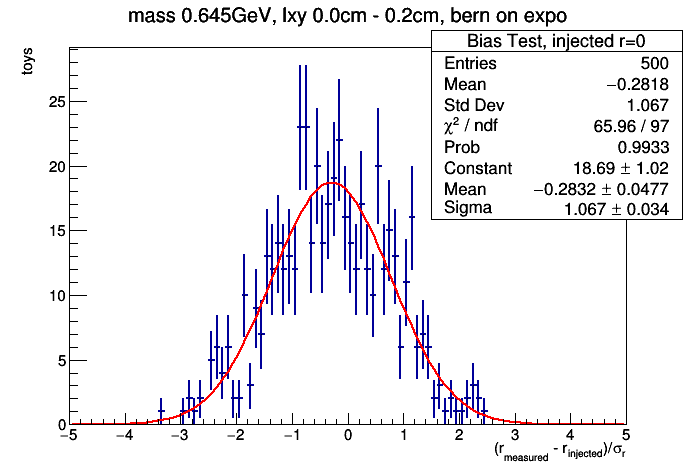 mass 0.645GeV, lxy 0.0cm - 0.2cm, bern on expo
Bias Test, injected r=0
Entries 500
Mean −0.2818
Std Dev 1.067
χ² / ndf 65.96 / 97
Prob 0.9933
Constant 18.69 ± 1.02
Mean −0.2832 ± 0.0477
Sigma 1.067 ± 0.034
toys
25
20
15
10
5
0
−5 −4 −3 −2 −1 0 1 2 3 4 5
(r_measured - r_injected)/σ_r